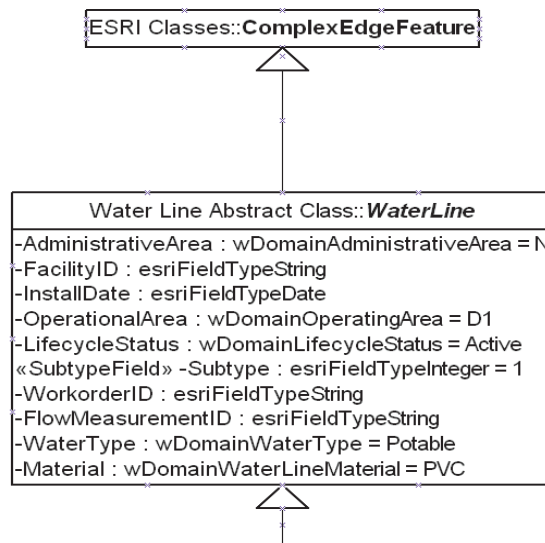 ESRI Classes::ComplexEdgeFeature
Water Line Abstract Class::WaterLine
-AdministrativeArea : wDomainAdministrativeArea = N
-FacilityID : esriFieldTypeString
-InstallDate : esriFieldTypeDate
-OperationalArea : wDomainOperatingArea = D1
-LifecycleStatus : wDomainLifecycleStatus = Active
«SubtypeField» -Subtype : esriFieldTypeInteger = 1
-WorkorderID : esriFieldTypeString
-FlowMeasurementID : esriFieldTypeString
-WaterType : wDomainWaterType = Potable
-Material : wDomainWaterLineMaterial = PVC